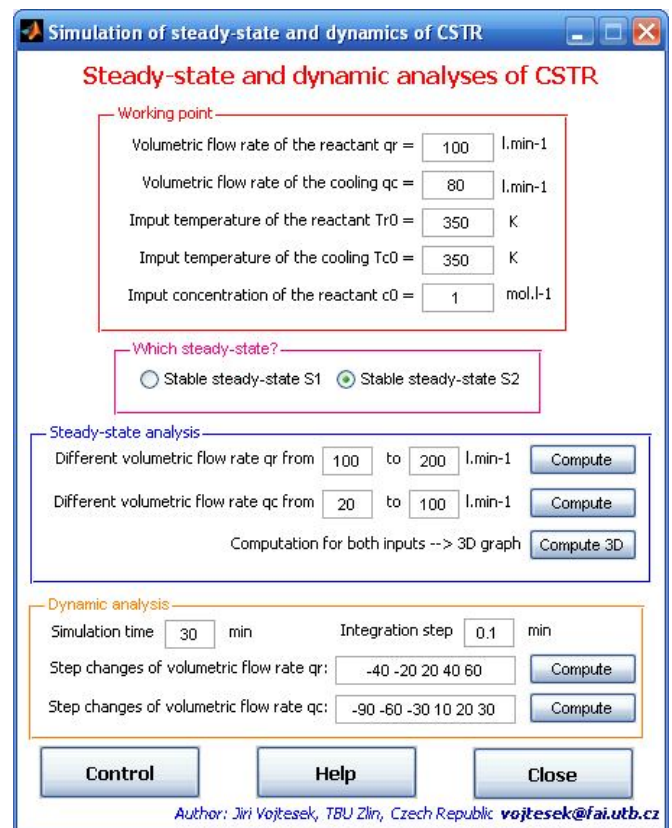 Simulation of steady-state and dynamics of CSTR
Steady-state and dynamic analyses of CSTR
Working point
Volumetric flow rate of the reactant qr = 100 l.min-1
Volumetric flow rate of the cooling qc = 80 l.min-1
Imput temperature of the reactant Tr0 = 350 K
Imput temperature of the cooling Tc0 = 350 K
Imput concentration of the reactant c0 = 1 mol.l-1
Which steady-state?
Stable steady-state S1 Stable steady-state S2
Steady-state analysis
Different volumetric flow rate qr from 100 to 200 l.min-1 Compute
Different volumetric flow rate qc from 20 to 100 l.min-1 Compute
Computation for both inputs --> 3D graph Compute 3D
Dynamic analysis
Simulation time 30 min Integration step 0.1 min
Step changes of volumetric flow rate qr: -40 -20 20 40 60 Compute
Step changes of volumetric flow rate qc: -90 -60 -30 10 20 30 Compute
Control Help Close
Author: Jiri Vojtesek, TBU Zlin, Czech Republic vojtesek@fai.utb.cz